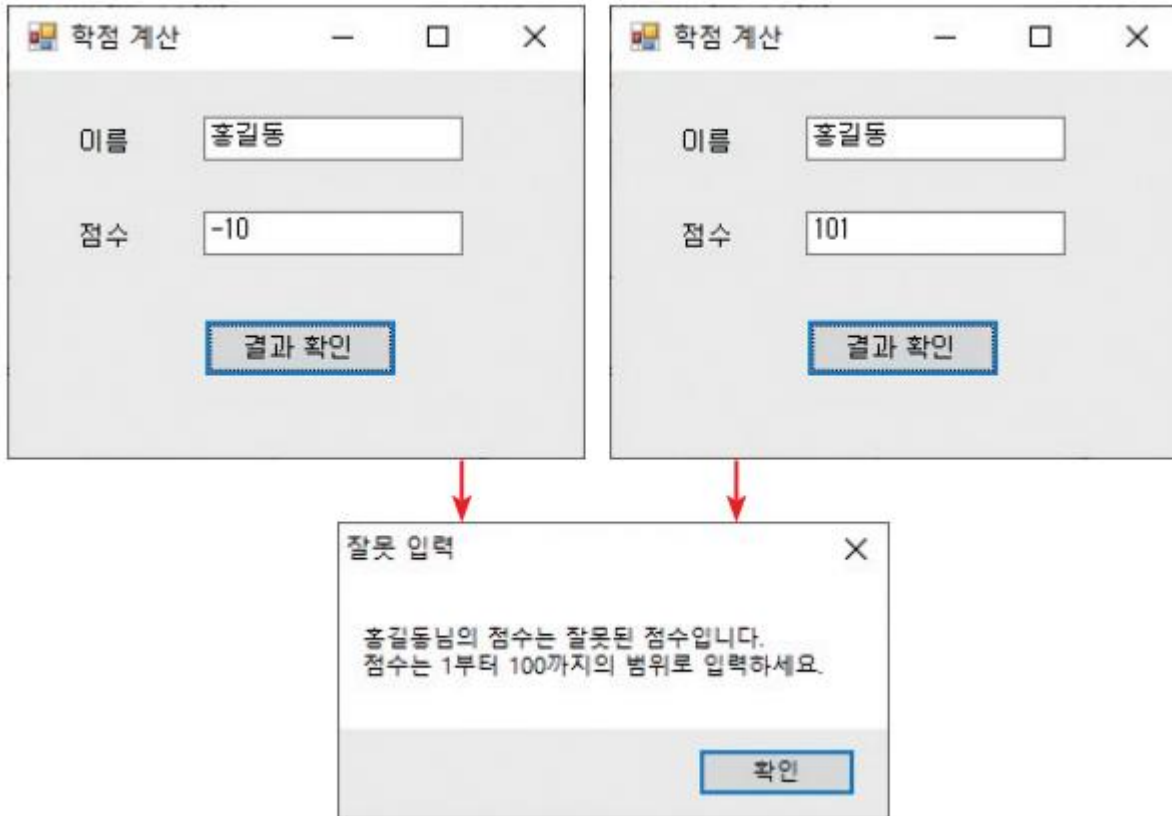 학점 계산
이름 홍길동
점수 -10
결과 확인
학점 계산
이름 홍길동
점수 101
결과 확인
잘못 입력
홍길동님의 점수는 잘못된 점수입니다.
점수는 1부터 100까지의 범위로 입력하세요.
확인